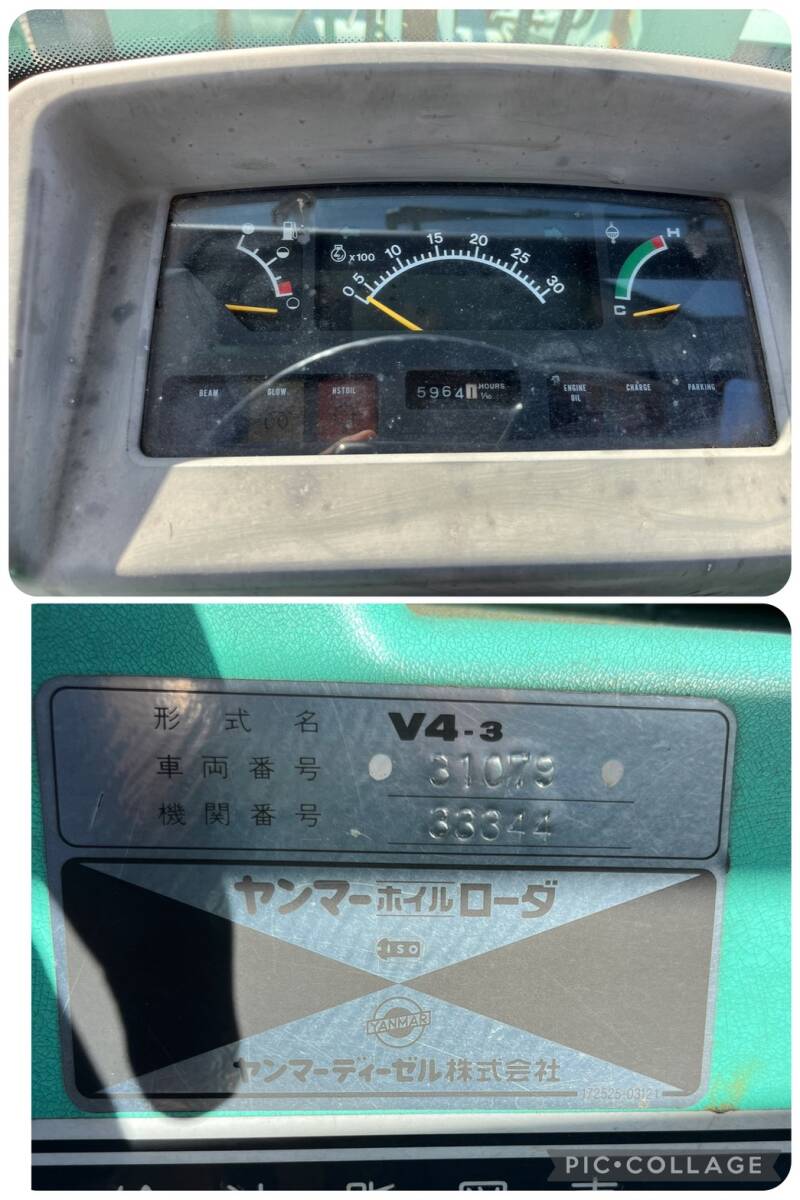 x100
0 5 10 15 20 25 30
H
C
BEAM
GLOW
HSTOIL
59641 HOURS
1/10
ENGINE
OIL
CHARGE
PARKING
形式名 V4-3
車両番号 31079
機関番号 33344
ヤンマーホイルローダ
ISO
YANMAR
ヤンマーディーゼル株式会社
172525-03121
PIC•COLLAGE